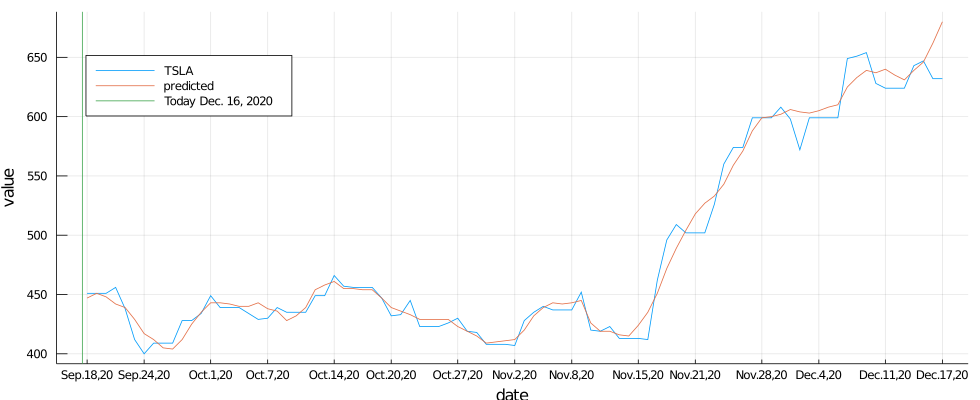 value
650
600
550
500
450
400
TSLA
predicted
Today Dec. 16, 2020
Sep.18,20 Sep.24,20 Oct.1,20 Oct.7,20 Oct.14,20 Oct.20,20 Oct.27,20 Nov.2,20 Nov.8,20 Nov.15,20 Nov.21,20 Nov.28,20 Dec.4,20 Dec.11,20 Dec.17,20
date